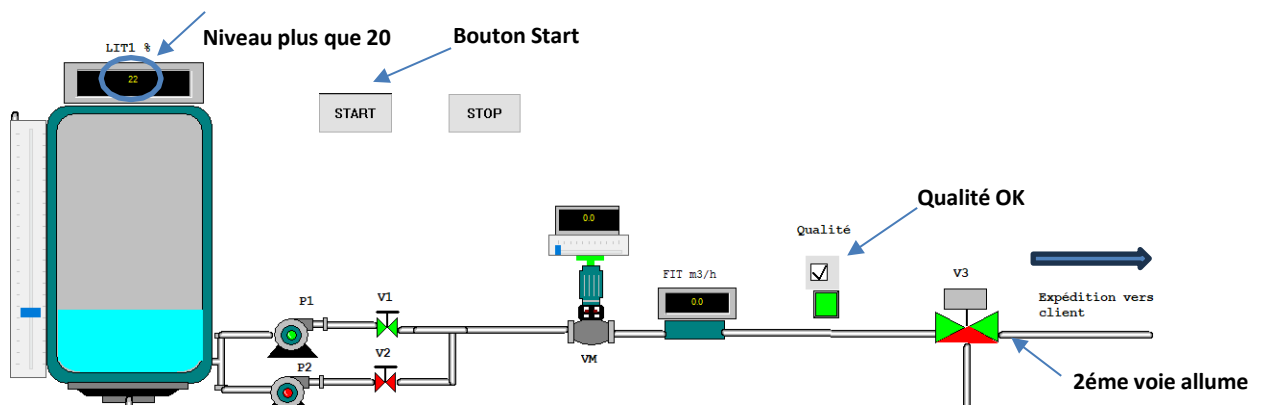 Niveau plus que 20
Bouton Start
LIT1 %
22
START
STOP
Qualité OK
0.0
Qualité
FIT m3/h
0.0
V3
Expédition vers
client
P1
V1
VM
V2
P2
2éme voie allume